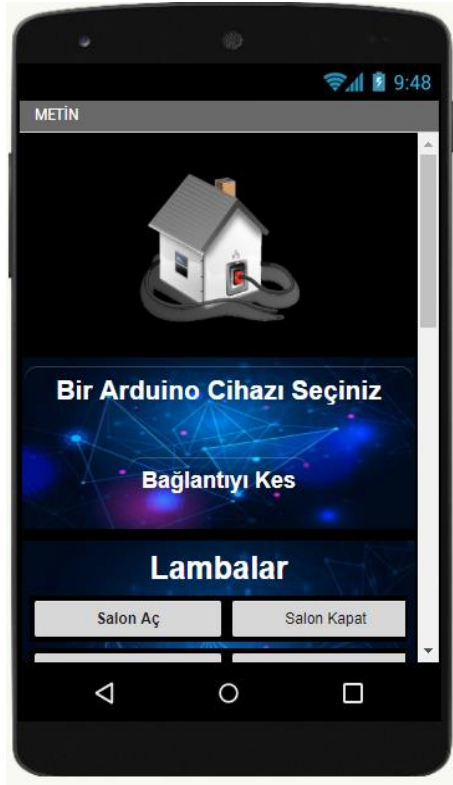 9:48
METİN
Bir Arduino Cihazı Seçiniz
Bağlantıyı Kes
Lambalar
Salon Aç
Salon Kapat